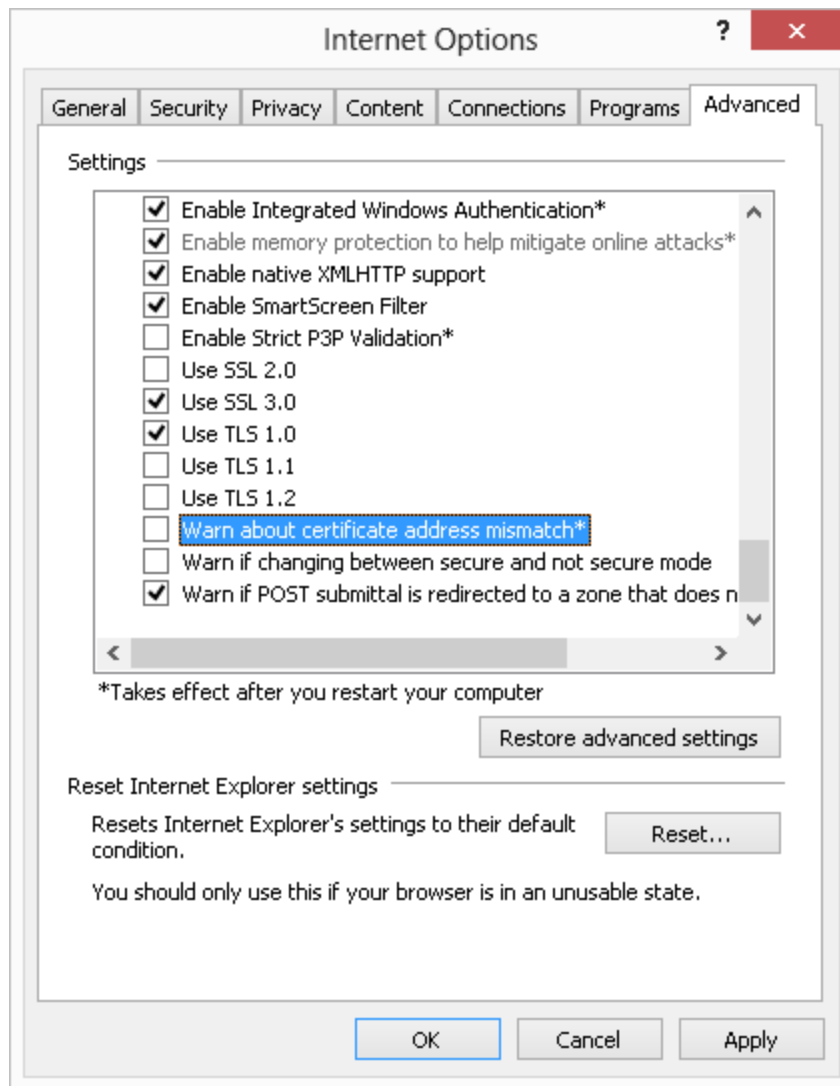 Internet Options
?
General Security Privacy Content Connections Programs Advanced
Settings
Enable Integrated Windows Authentication*
Enable memory protection to help mitigate online attacks*
Enable native XMLHTTP support
Enable SmartScreen Filter
Enable Strict P3P Validation*
Use SSL 2.0
Use SSL 3.0
Use TLS 1.0
Use TLS 1.1
Use TLS 1.2
Warn about certificate address mismatch*
Warn if changing between secure and not secure mode
Warn if POST submittal is redirected to a zone that does n
*Takes effect after you restart your computer
Restore advanced settings
Reset Internet Explorer settings
Resets Internet Explorer's settings to their default
condition.
Reset...
You should only use this if your browser is in an unusable state.
OK Cancel Apply